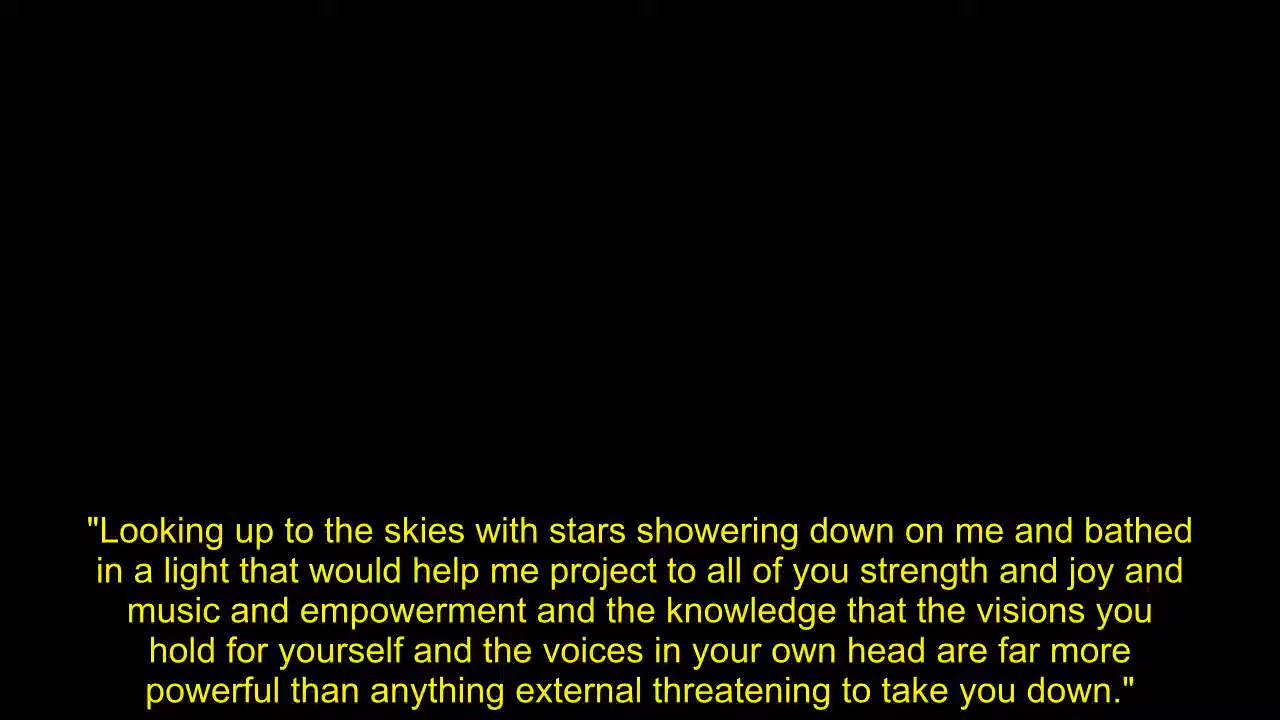 "Looking up to the skies with stars showering down on me and bathed
in a light that would help me project to all of you strength and joy and
music and empowerment and the knowledge that the visions you
hold for yourself and the voices in your own head are far more
powerful than anything external threatening to take you down."